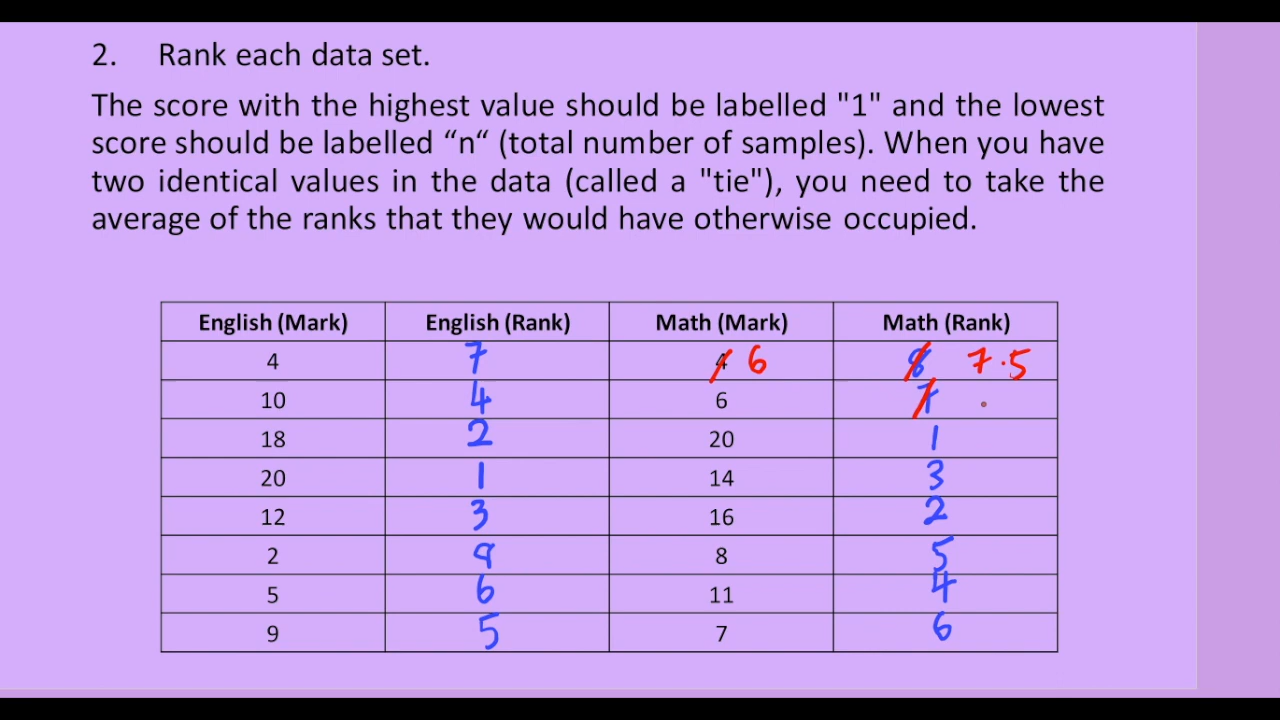 2. Rank each data set.
The score with the highest value should be labelled "1" and the lowest
score should be labelled “n“ (total number of samples). When you have
two identical values in the data (called a "tie"), you need to take the
average of the ranks that they would have otherwise occupied.
English (Mark) English (Rank) Math (Mark) Math (Rank)
4 7 4 6 8 7.5
10 4 6 7
18 2 20 1
20 1 14 3
12 3 16 2
2 8 5
5 6 11 4
9 5 7 6